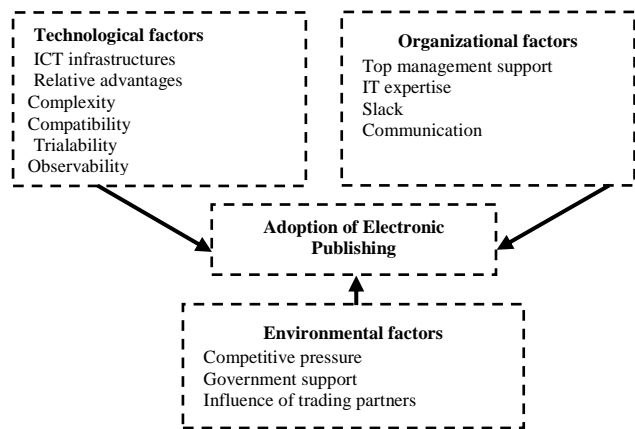 Technological factors
ICT infrastructures
Relative advantages
Complexity
Compatibility
Trialability
Observability
Organizational factors
Top management support
IT expertise
Slack
Communication
Adoption of Electronic
Publishing
Environmental factors
Competitive pressure
Government support
Influence of trading partners